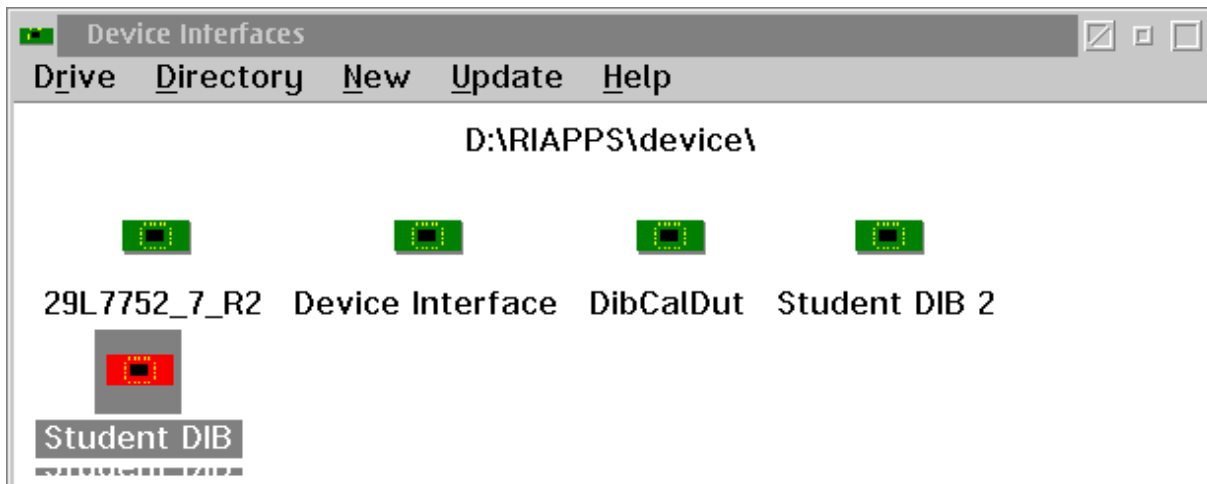 Device Interfaces
Drive Directory New Update Help
D:\RIAPPS\device\
29L7752_7_R2 Device Interface DibCalDut Student DIB 2
Student DIB